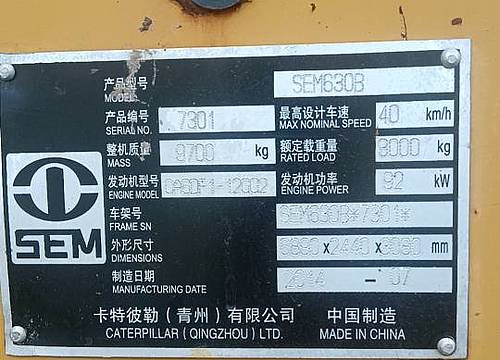 产品型号 SEM630B
MODEL
产品编号 7301 最高设计车速 40 km/h
SERIAL NO. MAX NOMINAL SPEED
整机质量 9700 kg 额定载重量 kg
MASS RATED LOAD
发动机型号 发动机功率 92 kW
ENGINE MODEL ENGINE POWER
车架号 SEM630B*7301*
FRAME SN
SEM
外形尺寸 x2440x mm
DIMENSIONS
制造日期 2014 - 07
MANUFACTURING DATE
卡特彼勒(青州)有限公司 中国制造
CATERPILLAR (QINGZHOU) LTD. MADE IN CHINA